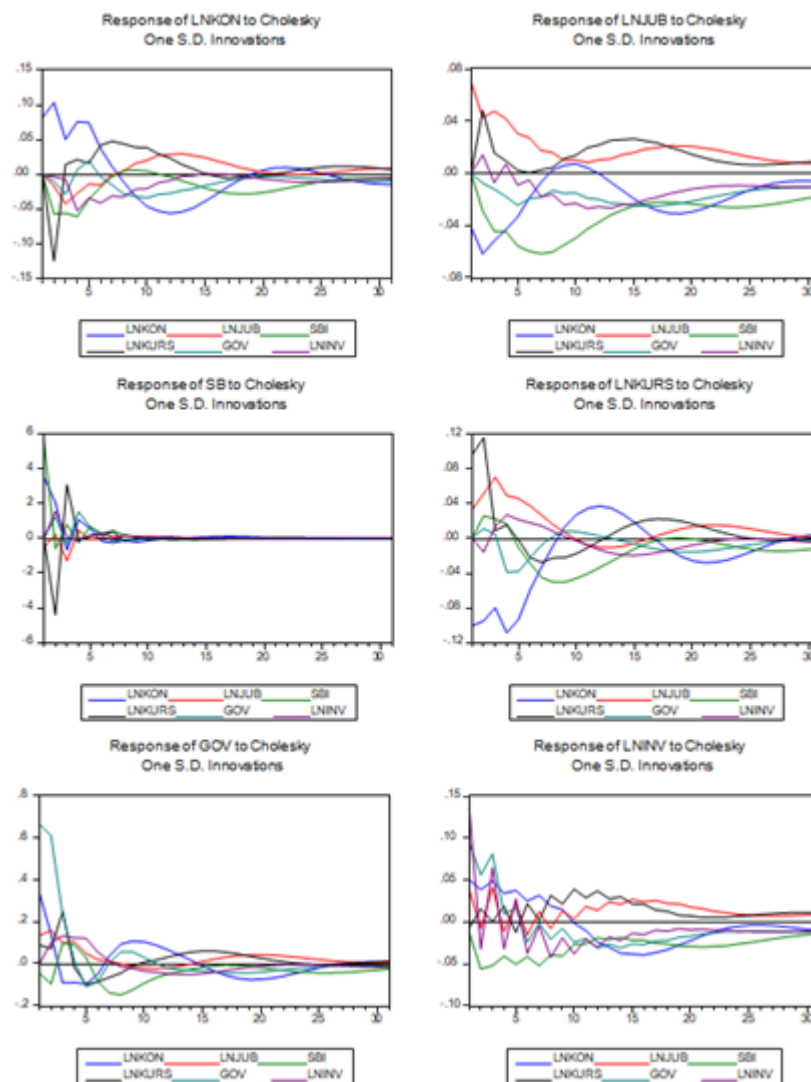 Response of LNKON to Cholesky
One S.D. Innovations
.15
.10
.05
.00
-.05
-.10
-.15
5 10 15 20 25 30
LNKON LNJUB SBI
LNKURS GOV LNINV
Response of LNJUB to Cholesky
One S.D. Innovations
.08
.04
.00
-.04
-.08
5 10 15 20 25 30
LNKON LNJUB SBI
LNKURS GOV LNINV
Response of SB to Cholesky
One S.D. Innovations
6
4
2
0
-2
-4
-6
5 10 15 20 25 30
LNKON LNJUB SBI
LNKURS GOV LNINV
Response of LNKURS to Cholesky
One S.D. Innovations
.12
.08
.04
.00
-.04
-.08
-.12
5 10 15 20 25 30
LNKON LNJUB SBI
LNKURS GOV LNINV
Response of GOV to Cholesky
One S.D. Innovations
.8
.6
.4
.2
.0
-.2
5 10 15 20 25 30
LNKON LNJUB SBI
LNKURS GOV LNINV
Response of LNINV to Cholesky
One S.D. Innovations
.15
.10
.05
.00
-.05
-.10
5 10 15 20 25 30
LNKON LNJUB SBI
LNKURS GOV LNINV